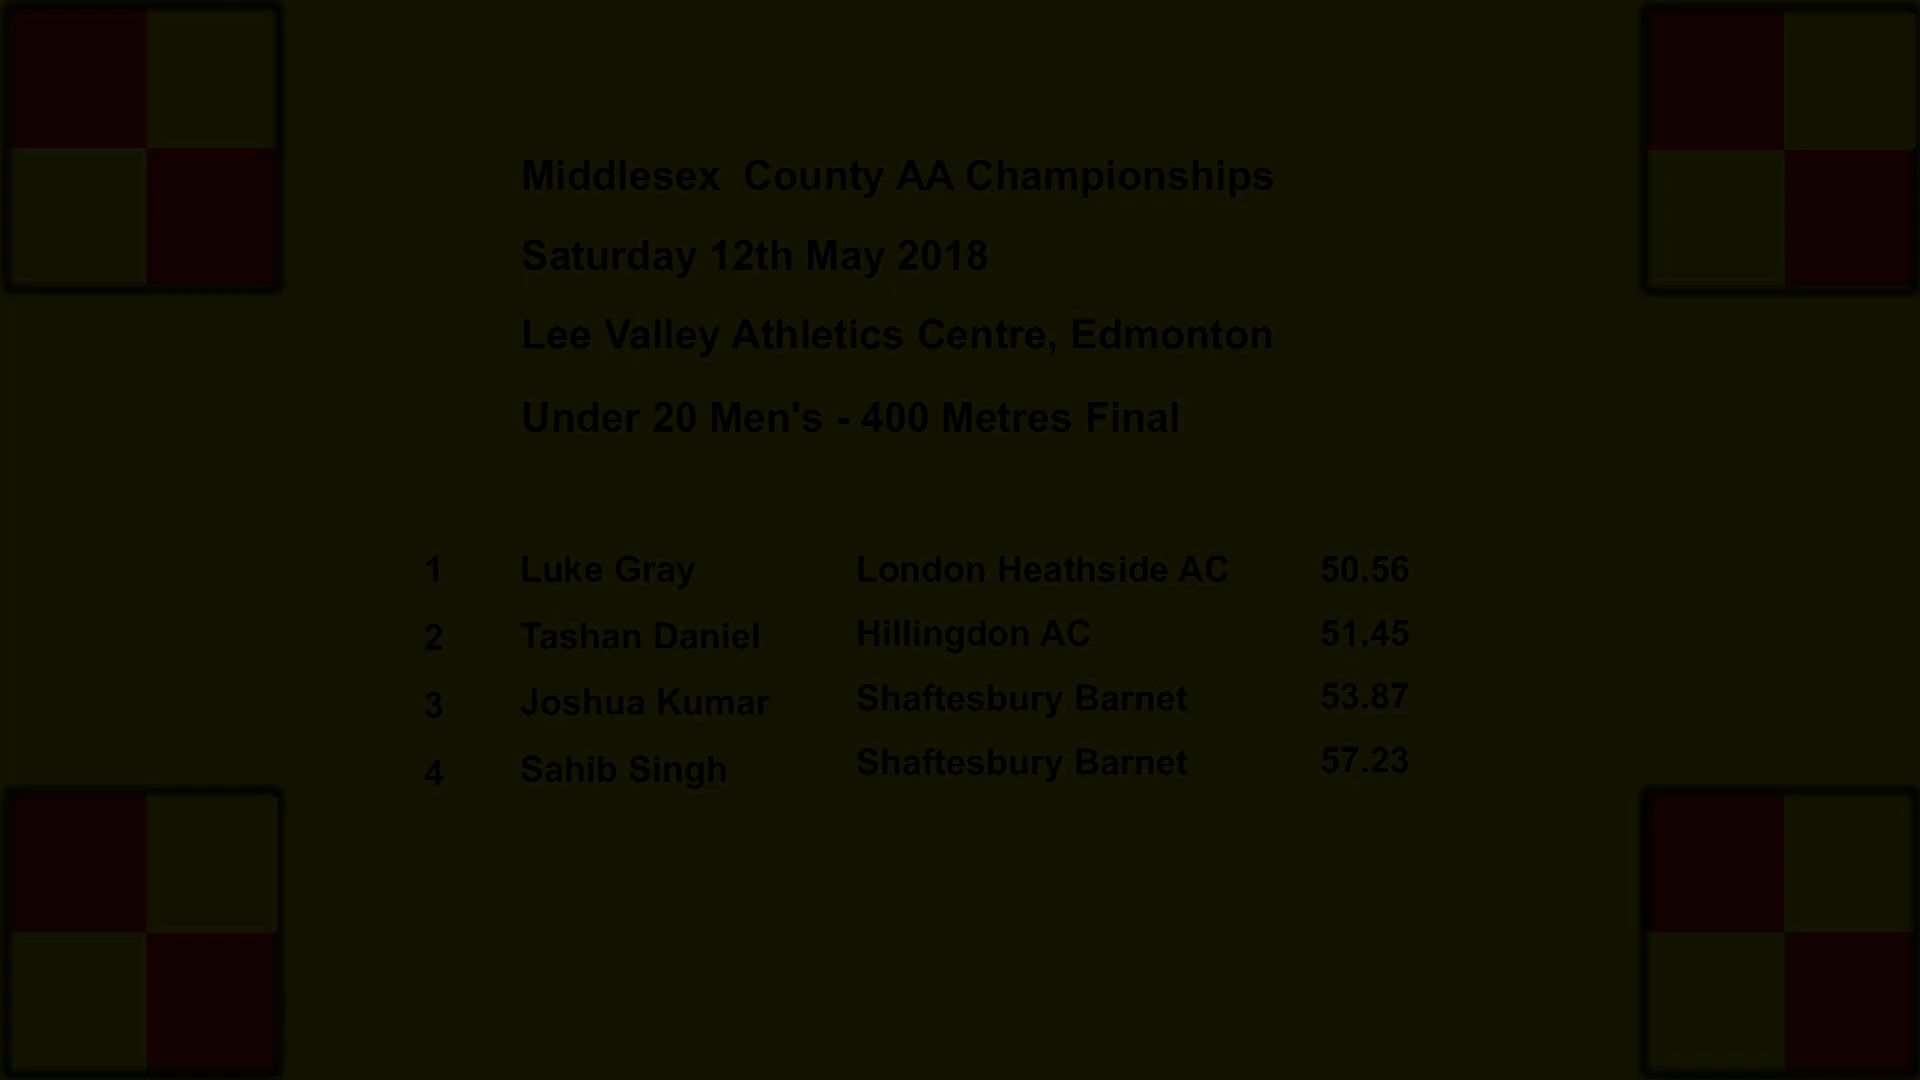 Middlesex County AA Championships
Saturday 12th May 2018
Lee Valley Athletics Centre, Edmonton
Under 20 Men's - 400 Metres Final
1 Luke Gray London Heathside AC 50.56
2 Tashan Daniel Hillingdon AC 51.45
3 Joshua Kumar Shaftesbury Barnet 53.87
4 Sahib Singh Shaftesbury Barnet 57.23